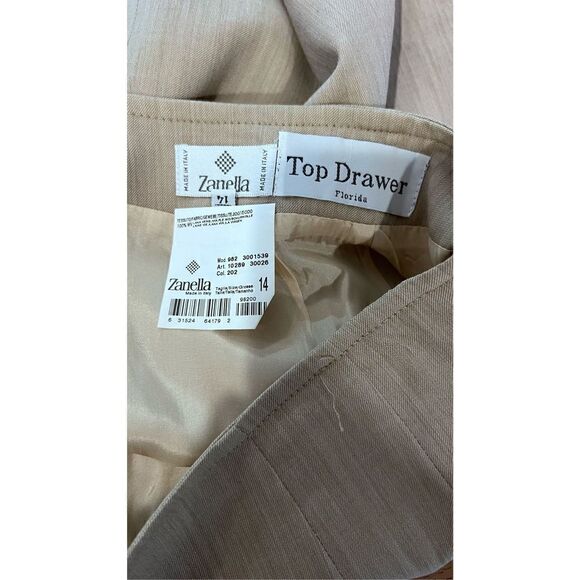 MADE IN ITALY
Zanella
MADE IN ITALY
Top Drawer
Florida
Zanella
Made in Italy
Mod 982 3001539
Art. 10289 30026
Col. 202
14
98200
6 31524 64179 2